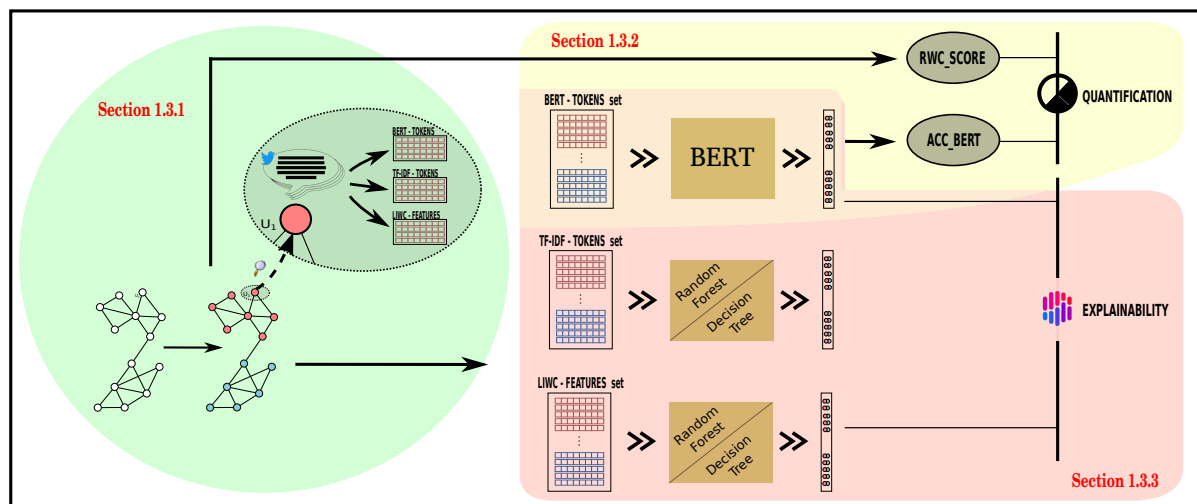 Section 1.3.1
BERT - TOKENS
TF-IDF - TOKENS
LIWC - FEATURES
U₁
Section 1.3.2
RWC_SCORE
QUANTIFICATION
BERT - TOKENS set
BERT
ACC_BERT
TF-IDF - TOKENS set
Random
Forest
Decision
Tree
EXPLAINABILITY
LIWC - FEATURES set
Random
Forest
Decision
Tree
Section 1.3.3